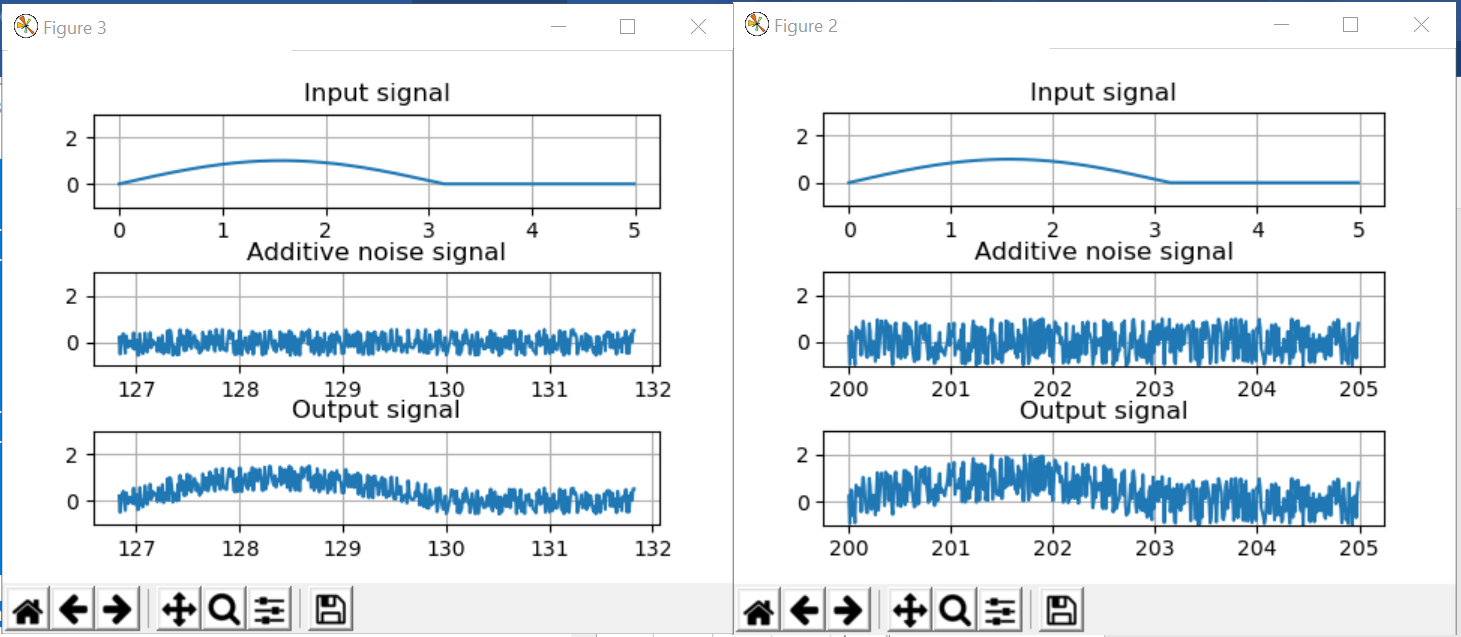 Figure 3
Input signal
2
0
0 1 2 3 4 5
Additive noise signal
2
0
127 128 129 130 131 132
Output signal
2
0
127 128 129 130 131 132
Figure 2
Input signal
2
0
0 1 2 3 4 5
Additive noise signal
2
0
200 201 202 203 204 205
Output signal
2
0
200 201 202 203 204 205